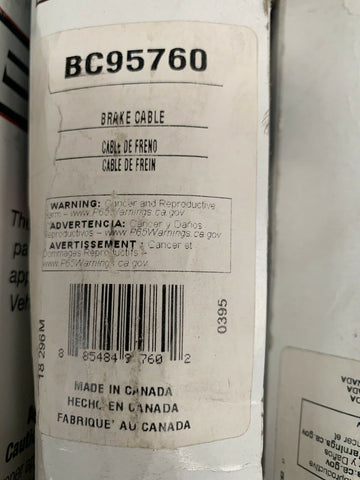 BC95760
BRAKE CABLE
CABLE DE FRENO
CABLE DE FREIN
WARNING: Cancer and Reproductive
Harm – www.P65Warnings.ca.gov
ADVERTENCIA: Cáncer y Daños
Reproductivos – www.P65Warnings.ca.gov
AVERTISSEMENT : Cancer et
Dommages Reproductifs –
www.P65Warnings.ca.gov
0395
18 296M
8 85484 9 760 2
MADE IN CANADA
HECHO EN CANADA
FABRIQUE' AU CANADA